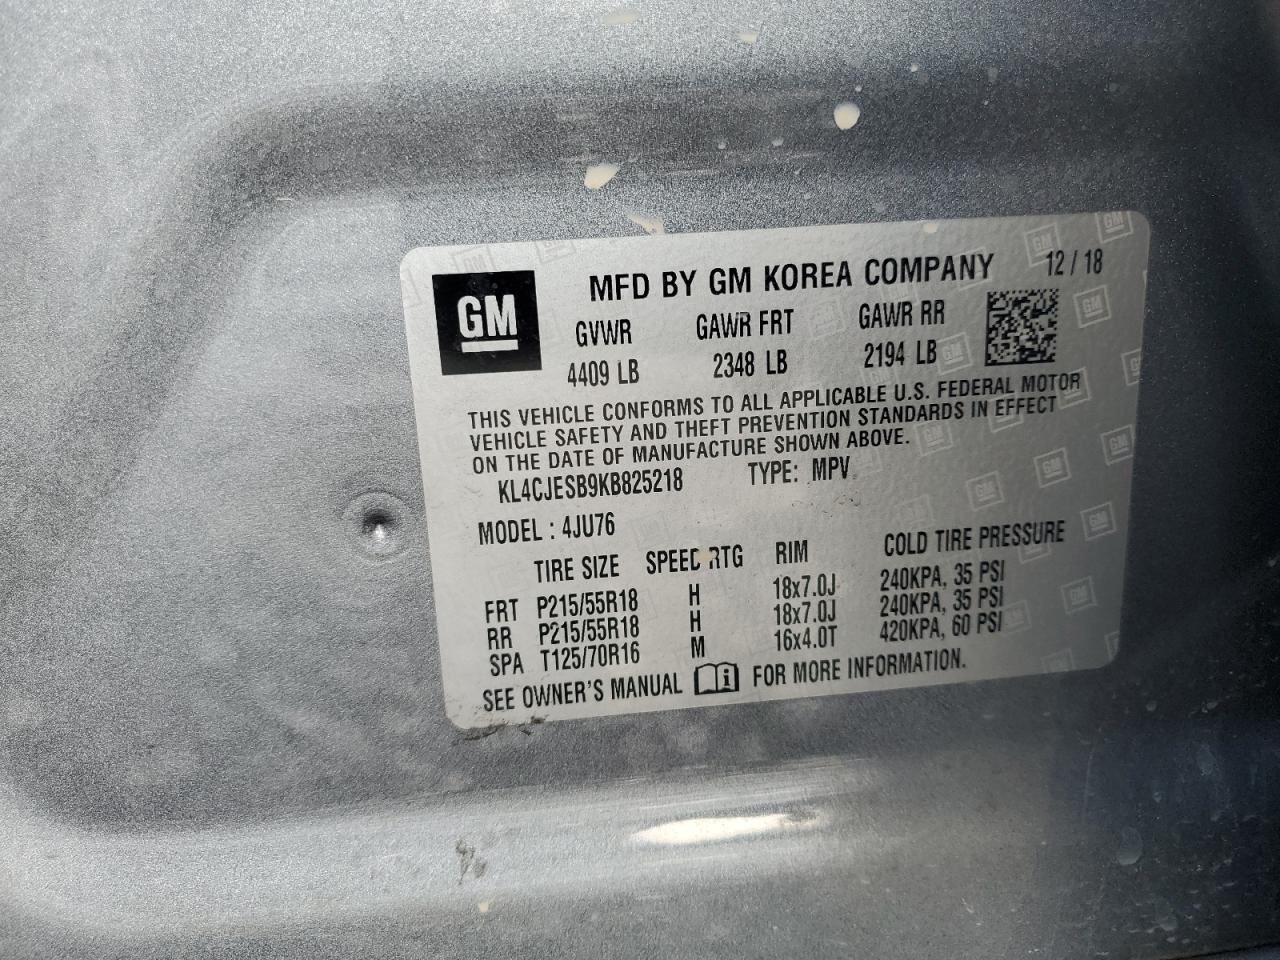 GM
MFD BY GM KOREA COMPANY 12 / 18
GVWR GAWR FRT GAWR RR
4409 LB 2348 LB 2194 LB
THIS VEHICLE CONFORMS TO ALL APPLICABLE U.S. FEDERAL MOTOR
VEHICLE SAFETY AND THEFT PREVENTION STANDARDS IN EFFECT
ON THE DATE OF MANUFACTURE SHOWN ABOVE.
KL4CJESB9KB825218 TYPE: MPV
MODEL : 4JU76
TIRE SIZE SPEED RTG RIM COLD TIRE PRESSURE
FRT P215/55R18 H 18x7.0J 240KPA, 35 PSI
RR P215/55R18 H 18x7.0J 240KPA, 35 PSI
SPA T125/70R16 M 16x4.0T 420KPA, 60 PSI
SEE OWNER'S MANUAL i FOR MORE INFORMATION.